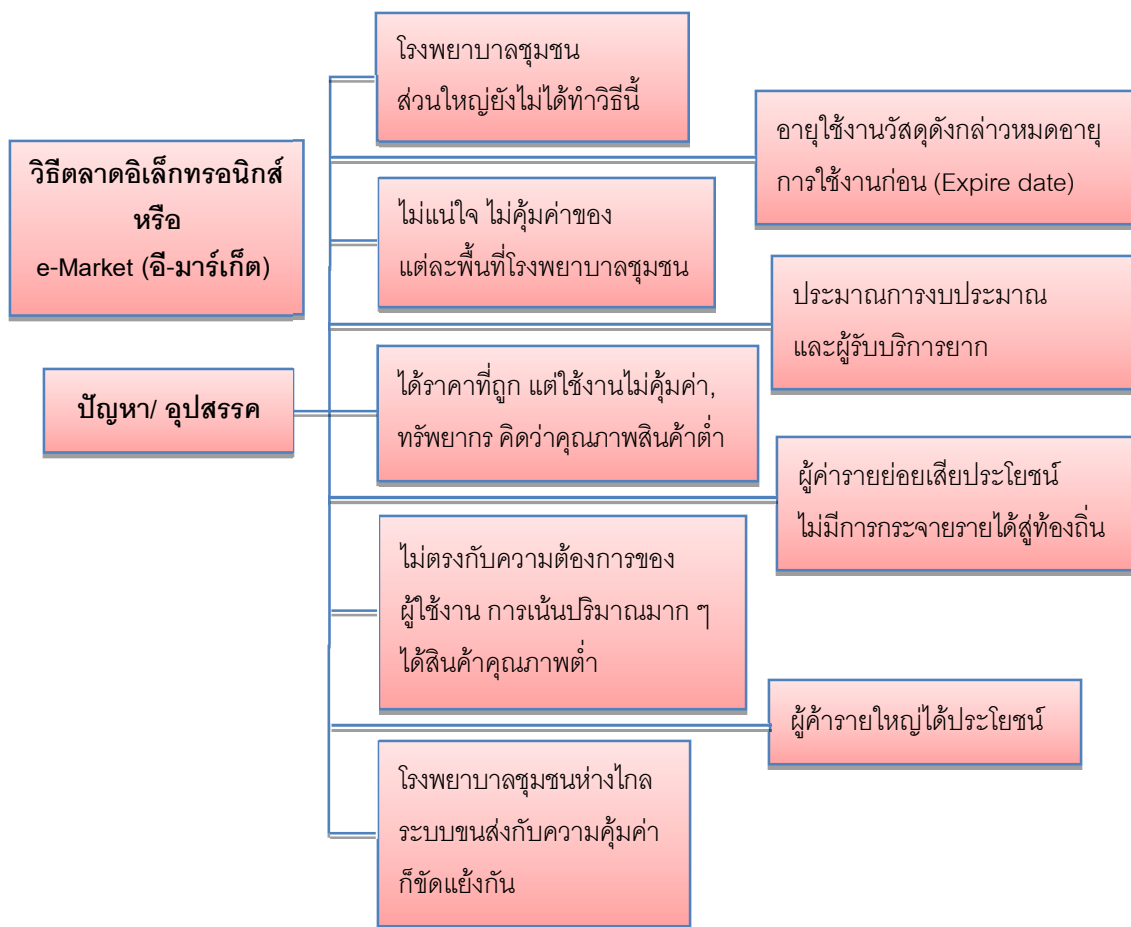 โรงพยาบาลชุมชน
ส่วนใหญ่ยังไม่ได้ทำวิธีนี้
อายุใช้งานวัสดุดังกล่าวหมดอายุ
การใช้งานก่อน (Expire date)
วิธีตลาดอิเล็กทรอนิกส์
หรือ
e-Market (อี-มาร์เก็ต)
ไม่แน่ใจ ไม่คุ้มค่าของ
แต่ละพื้นที่โรงพยาบาลชุมชน
ประมาณการงบประมาณ
และผู้รับบริการยาก
ปัญหา/ อุปสรรค
ได้ราคาที่ถูก แต่ใช้งานไม่คุ้มค่า,
ทรัพยากร คิดว่าคุณภาพสินค้าต่ำ
ผู้ค่ารายย่อยเสียประโยชน์
ไม่มีการกระจายรายได้สู่ท้องถิ่น
ไม่ตรงกับความต้องการของ
ผู้ใช้งาน การเน้นปริมาณมาก ๆ
ได้สินค้าคุณภาพต่ำ
ผู้ค้ารายใหญ่ได้ประโยชน์
โรงพยาบาลชุมชนห่างไกล
ระบบขนส่งกับความคุ้มค่า
ก็ขัดแย้งกัน